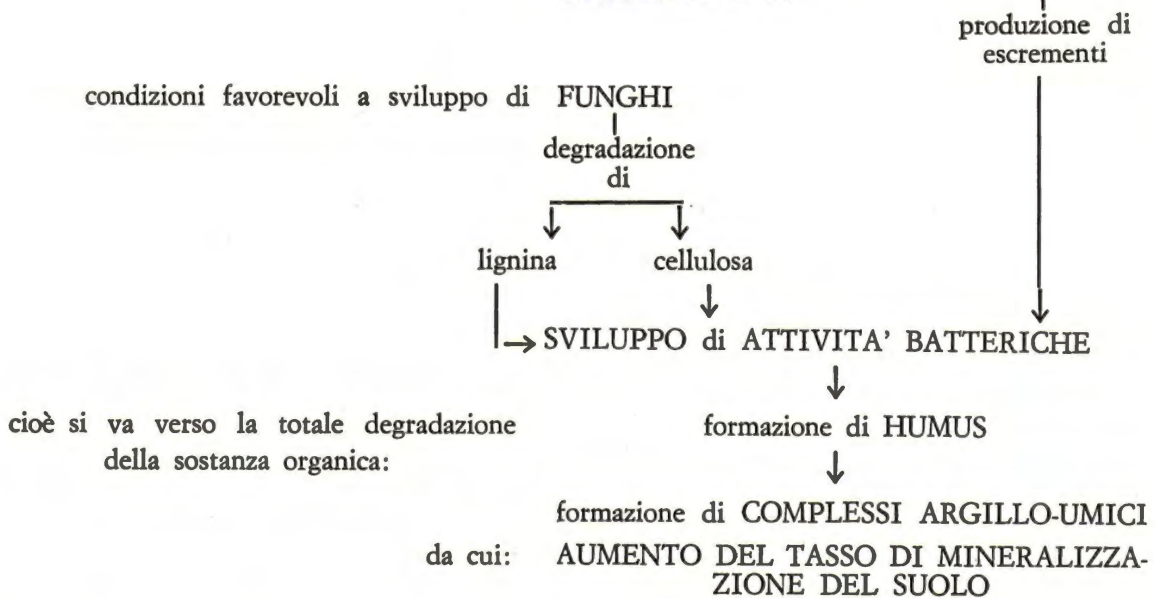 produzione di
escrementi
condizioni favorevoli a sviluppo di FUNGHI
degradazione
di
lignina cellulosa
SVILUPPO di ATTIVITA' BATTERICHE
cioè si va verso la totale degradazione
della sostanza organica:
formazione di HUMUS
formazione di COMPLESSI ARGILLO-UMICI
da cui: AUMENTO DEL TASSO DI MINERALIZZA-
ZIONE DEL SUOLO